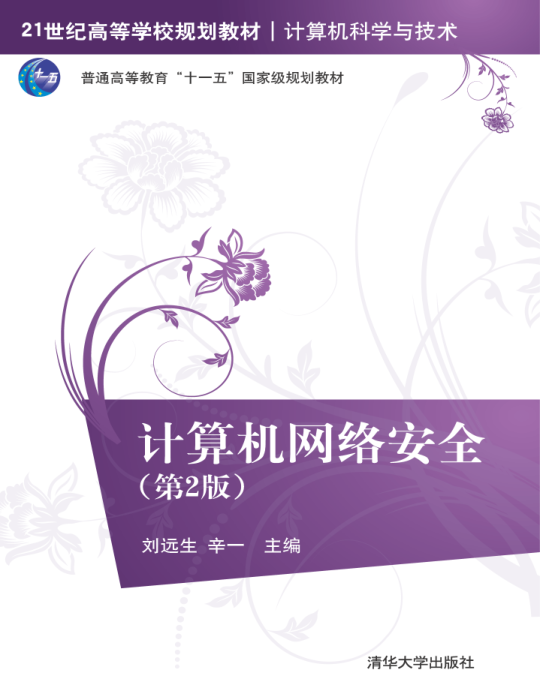 21世纪高等学校规划教材 | 计算机科学与技术
十一五
普通高等教育“十一五”国家级规划教材
计算机网络安全
（第2版）
刘远生 辛一 主编
清华大学出版社